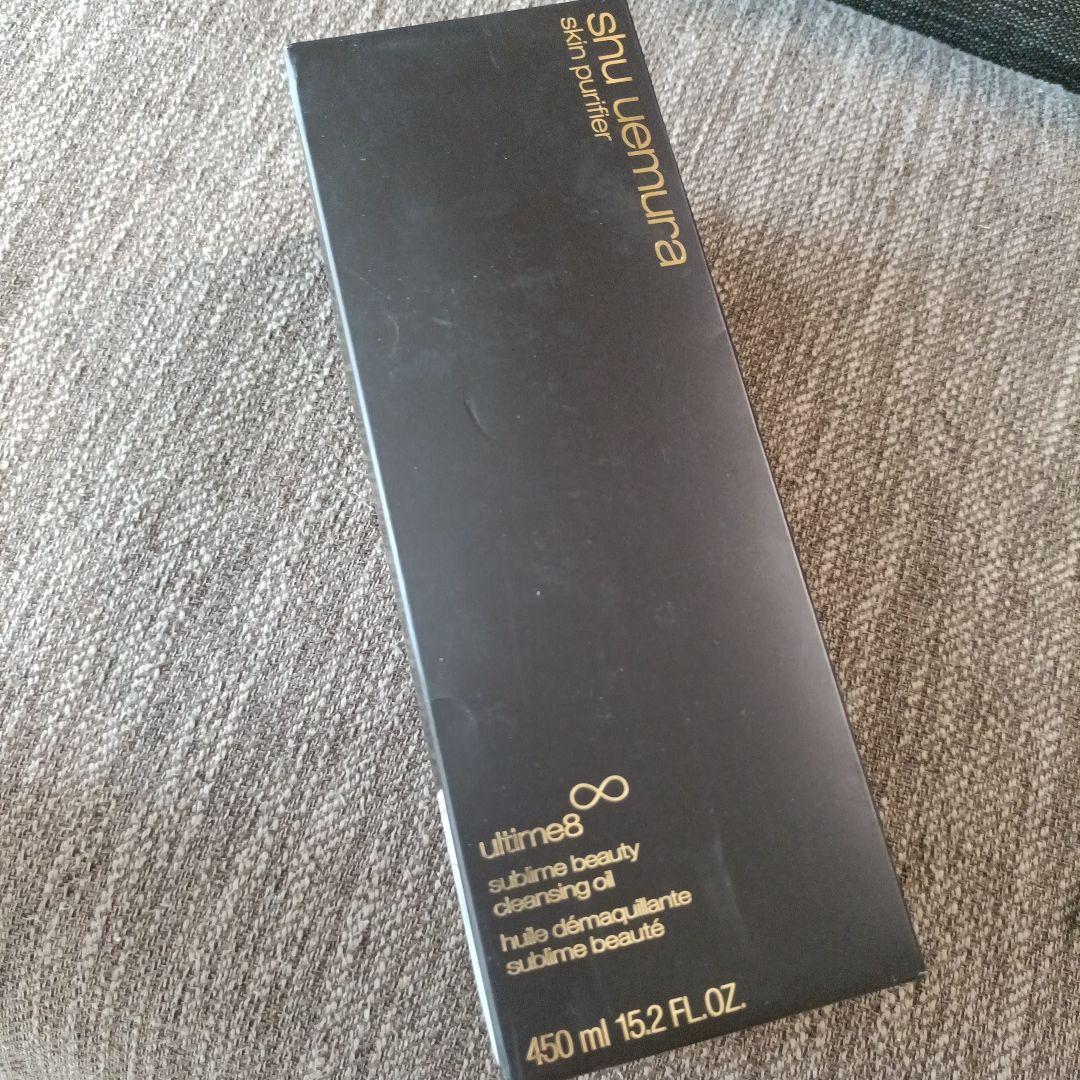 shu uemura
skin purifier
ultime8∞
sublime beauty
cleansing oil
huile démaquillante
sublime beauté
450 ml 15.2 FL.OZ.